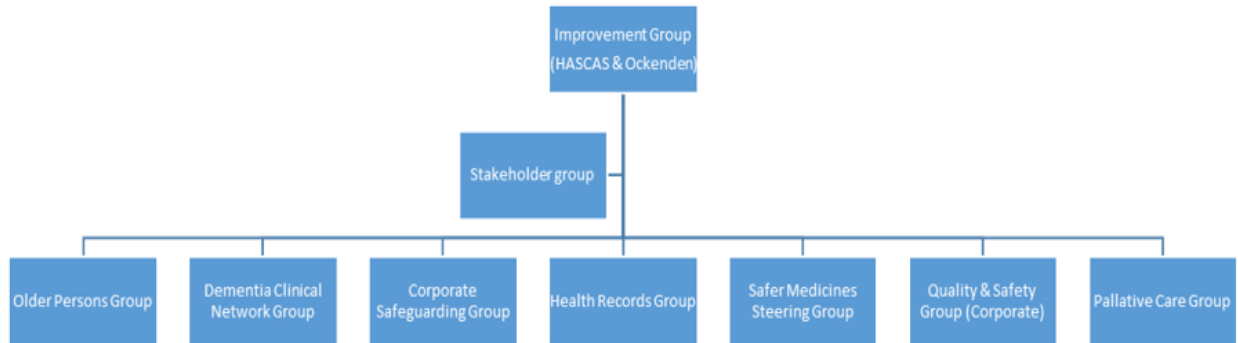 Improvement Group
(HASCAS & Ockenden)
Stakeholder group
Older Persons Group
Dementia Clinical
Network Group
Corporate
Safeguarding Group
Health Records Group
Safer Medicines
Steering Group
Quality & Safety
Group (Corporate)
Pallative Care Group